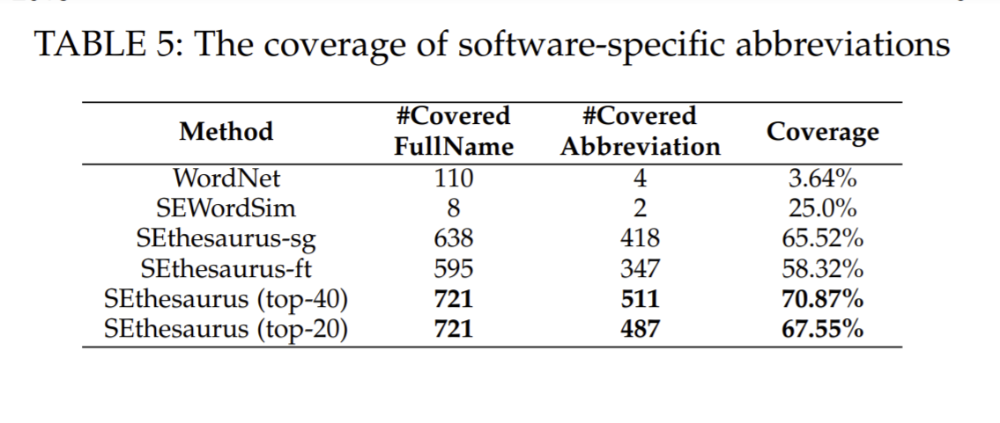 TABLE 5: The coverage of software-specific abbreviations
Method #Covered FullName #Covered Abbreviation Coverage
WordNet 110 4 3.64%
SEWordSim 8 2 25.0%
SEthesaurus-sg 638 418 65.52%
SEthesaurus-ft 595 347 58.32%
SEthesaurus (top-40) 721 511 70.87%
SEthesaurus (top-20) 721 487 67.55%